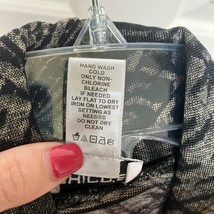 HAND WASH
COLD
ONLY NON-
CHLORINE
BLEACH
IF NEEDED
LAY FLAT TO DRY
IRON ON LOWEST
SETTING AS
NEEDED
DO NOT DRY
CLEAN